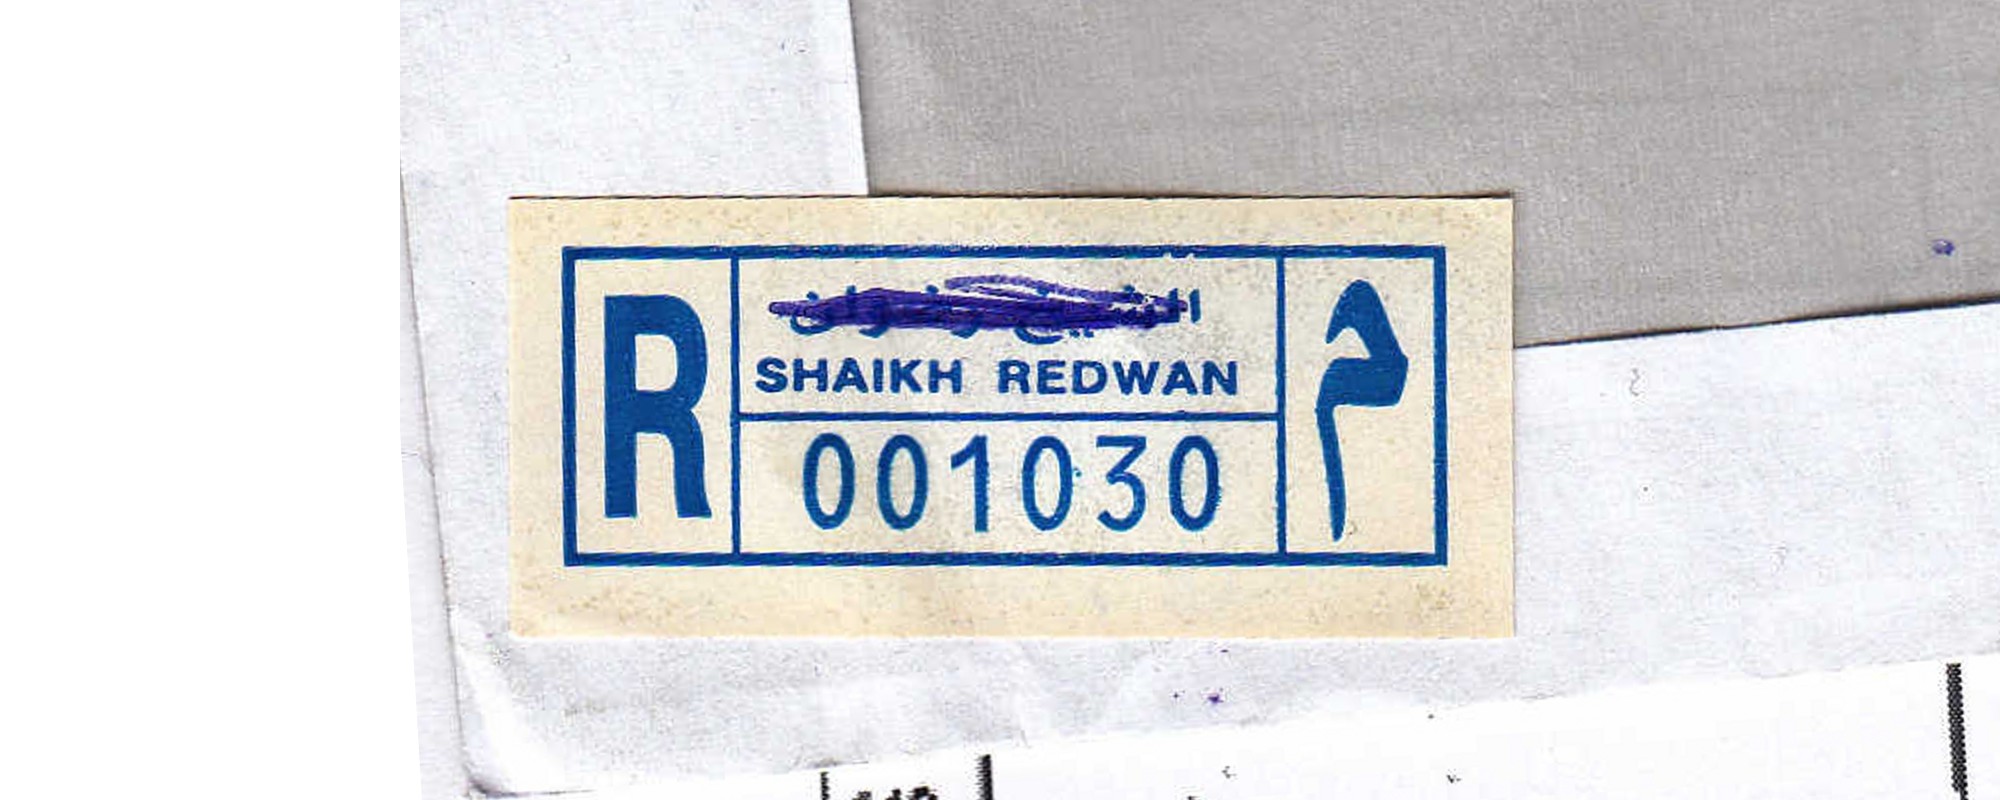 R
SHAIKH REDWAN
001030
م